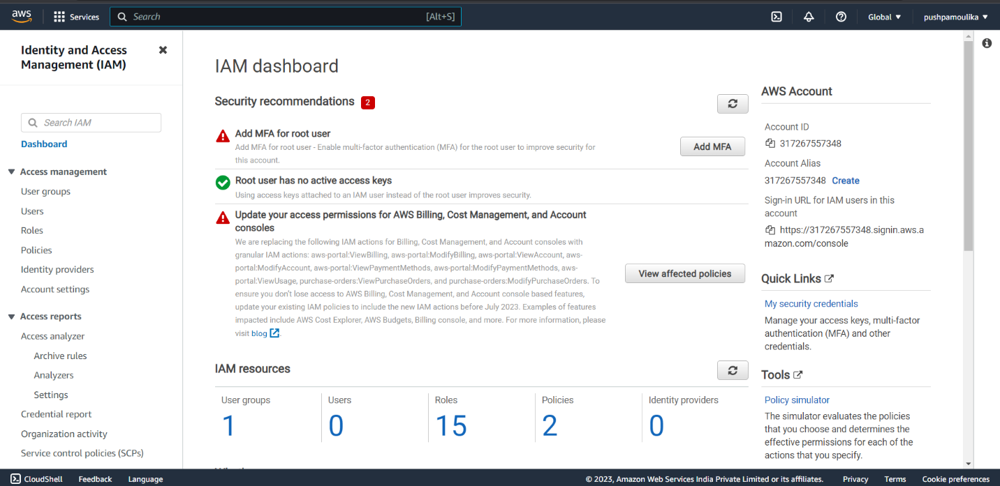 aws
Services
Search
[Alt+S]
Global
pushpamoulika
Identity and Access
Management (IAM)
Search IAM
Dashboard
Access management
User groups
Users
Roles
Policies
Identity providers
Account settings
Access reports
Access analyzer
Archive rules
Analyzers
Settings
Credential report
Organization activity
Service control policies (SCPs)
IAM dashboard
Security recommendations 2
Add MFA for root user
Add MFA for root user - Enable multi-factor authentication (MFA) for the root user to improve security for
this account.
Add MFA
Root user has no active access keys
Using access keys attached to an IAM user instead of the root user improves security.
Update your access permissions for AWS Billing, Cost Management, and Account
consoles
We are replacing the following IAM actions for Billing, Cost Management, and Account consoles with
granular IAM actions: aws-portal:ViewBilling, aws-portal:ModifyBilling, aws-portal:ViewAccount, aws-
portal:ModifyAccount, aws-portal:ViewPaymentMethods, aws-portal:ModifyPaymentMethods, aws-
portal:ViewUsage, purchase-orders:ViewPurchaseOrders, and purchase-orders:ModifyPurchaseOrders. To
ensure you don't lose access to AWS Billing, Cost Management, and Account console based features,
update your existing IAM policies to include the new IAM actions before July 2023. Examples of features
impacted include AWS Cost Explorer, AWS Budgets, Billing console, and more. For more information, please
visit blog .
View affected policies
IAM resources
User groups
1
Users
0
Roles
15
Policies
2
Identity providers
0
AWS Account
Account ID
317267557348
Account Alias
317267557348 Create
Sign-in URL for IAM users in this
account
https://317267557348.signin.aws.a
mazon.com/console
Quick Links
My security credentials
Manage your access keys, multi-factor
authentication (MFA) and other
credentials.
Tools
Policy simulator
The simulator evaluates the policies
that you choose and determines the
effective permissions for each of the
actions that you specify.
CloudShell
Feedback
Language
© 2023, Amazon Web Services India Private Limited or its affiliates.
Privacy
Terms
Cookie preferences